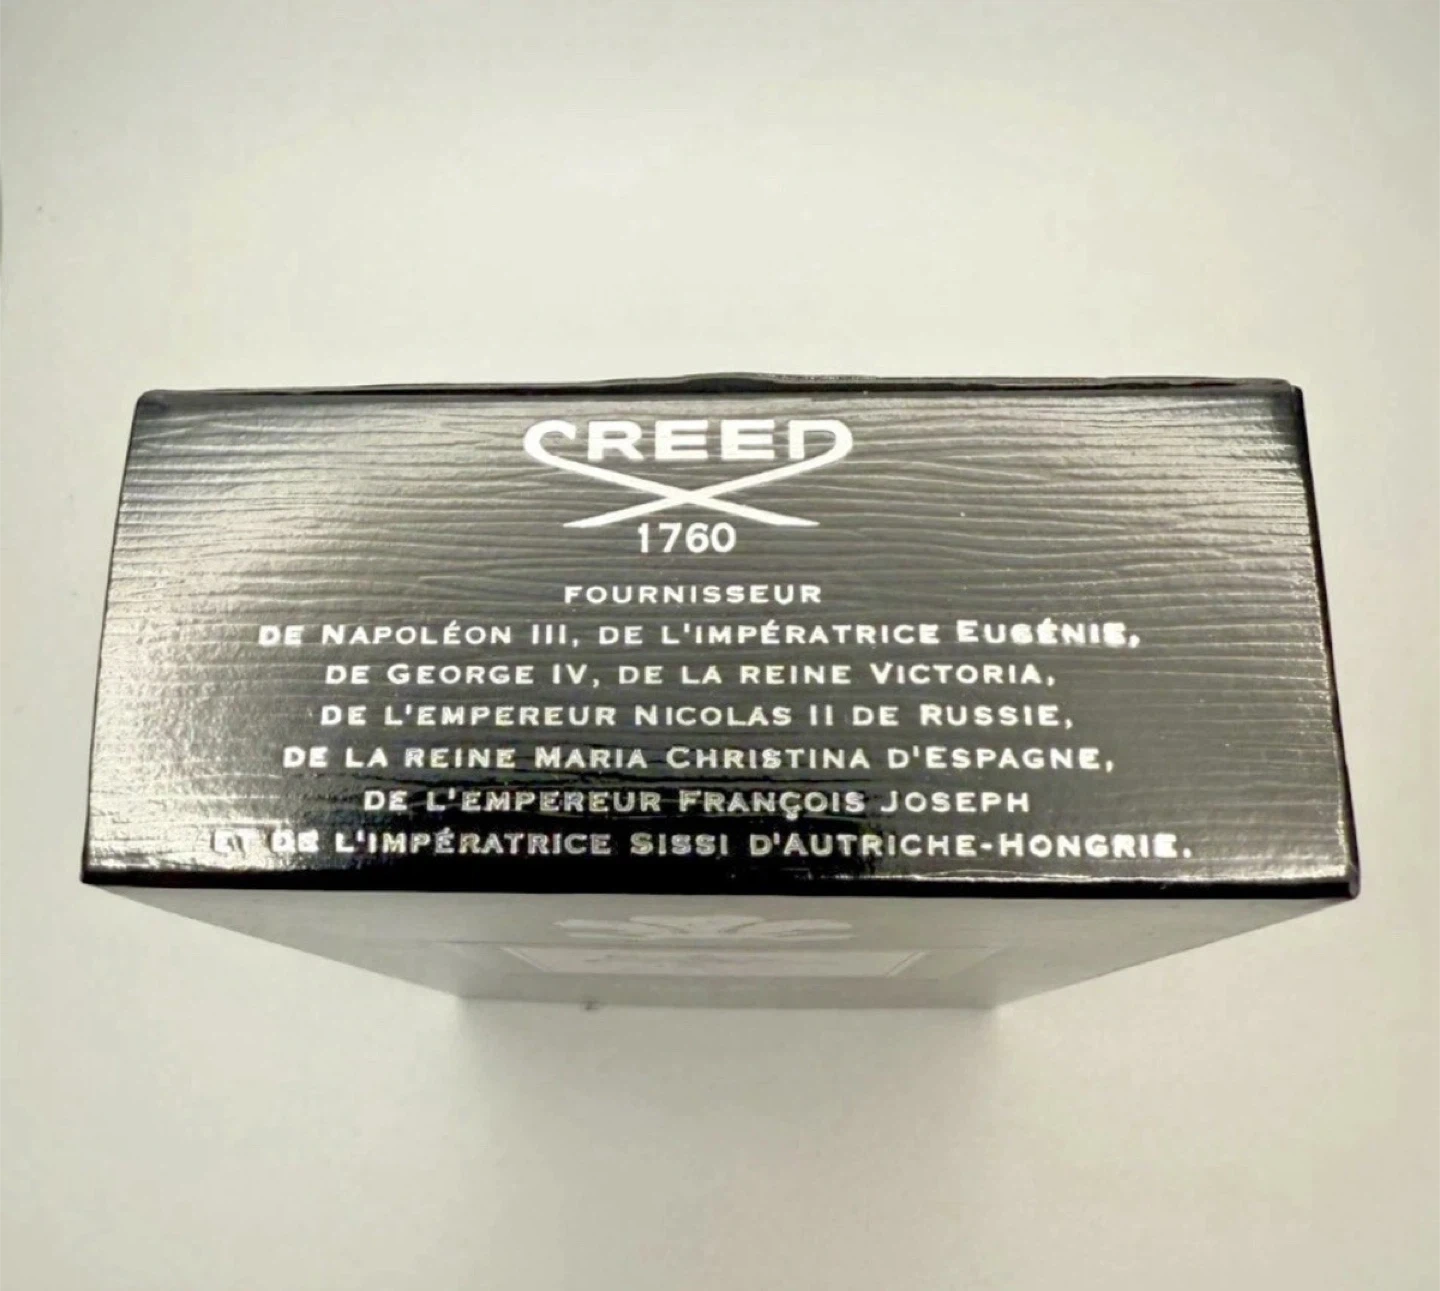 CREED
1760
FOURNISSEUR
DE NAPOLÉON III, DE L'IMPÉRATRICE EUGÉNIE,
DE GEORGE IV, DE LA REINE VICTORIA,
DE L'EMPEREUR NICOLAS II DE RUSSIE,
DE LA REINE MARIA CHRISTINA D'ESPAGNE,
DE L'EMPEREUR FRANÇOIS JOSEPH
ET DE L'IMPÉRATRICE SISSI D'AUTRICHE-HONGRIE.